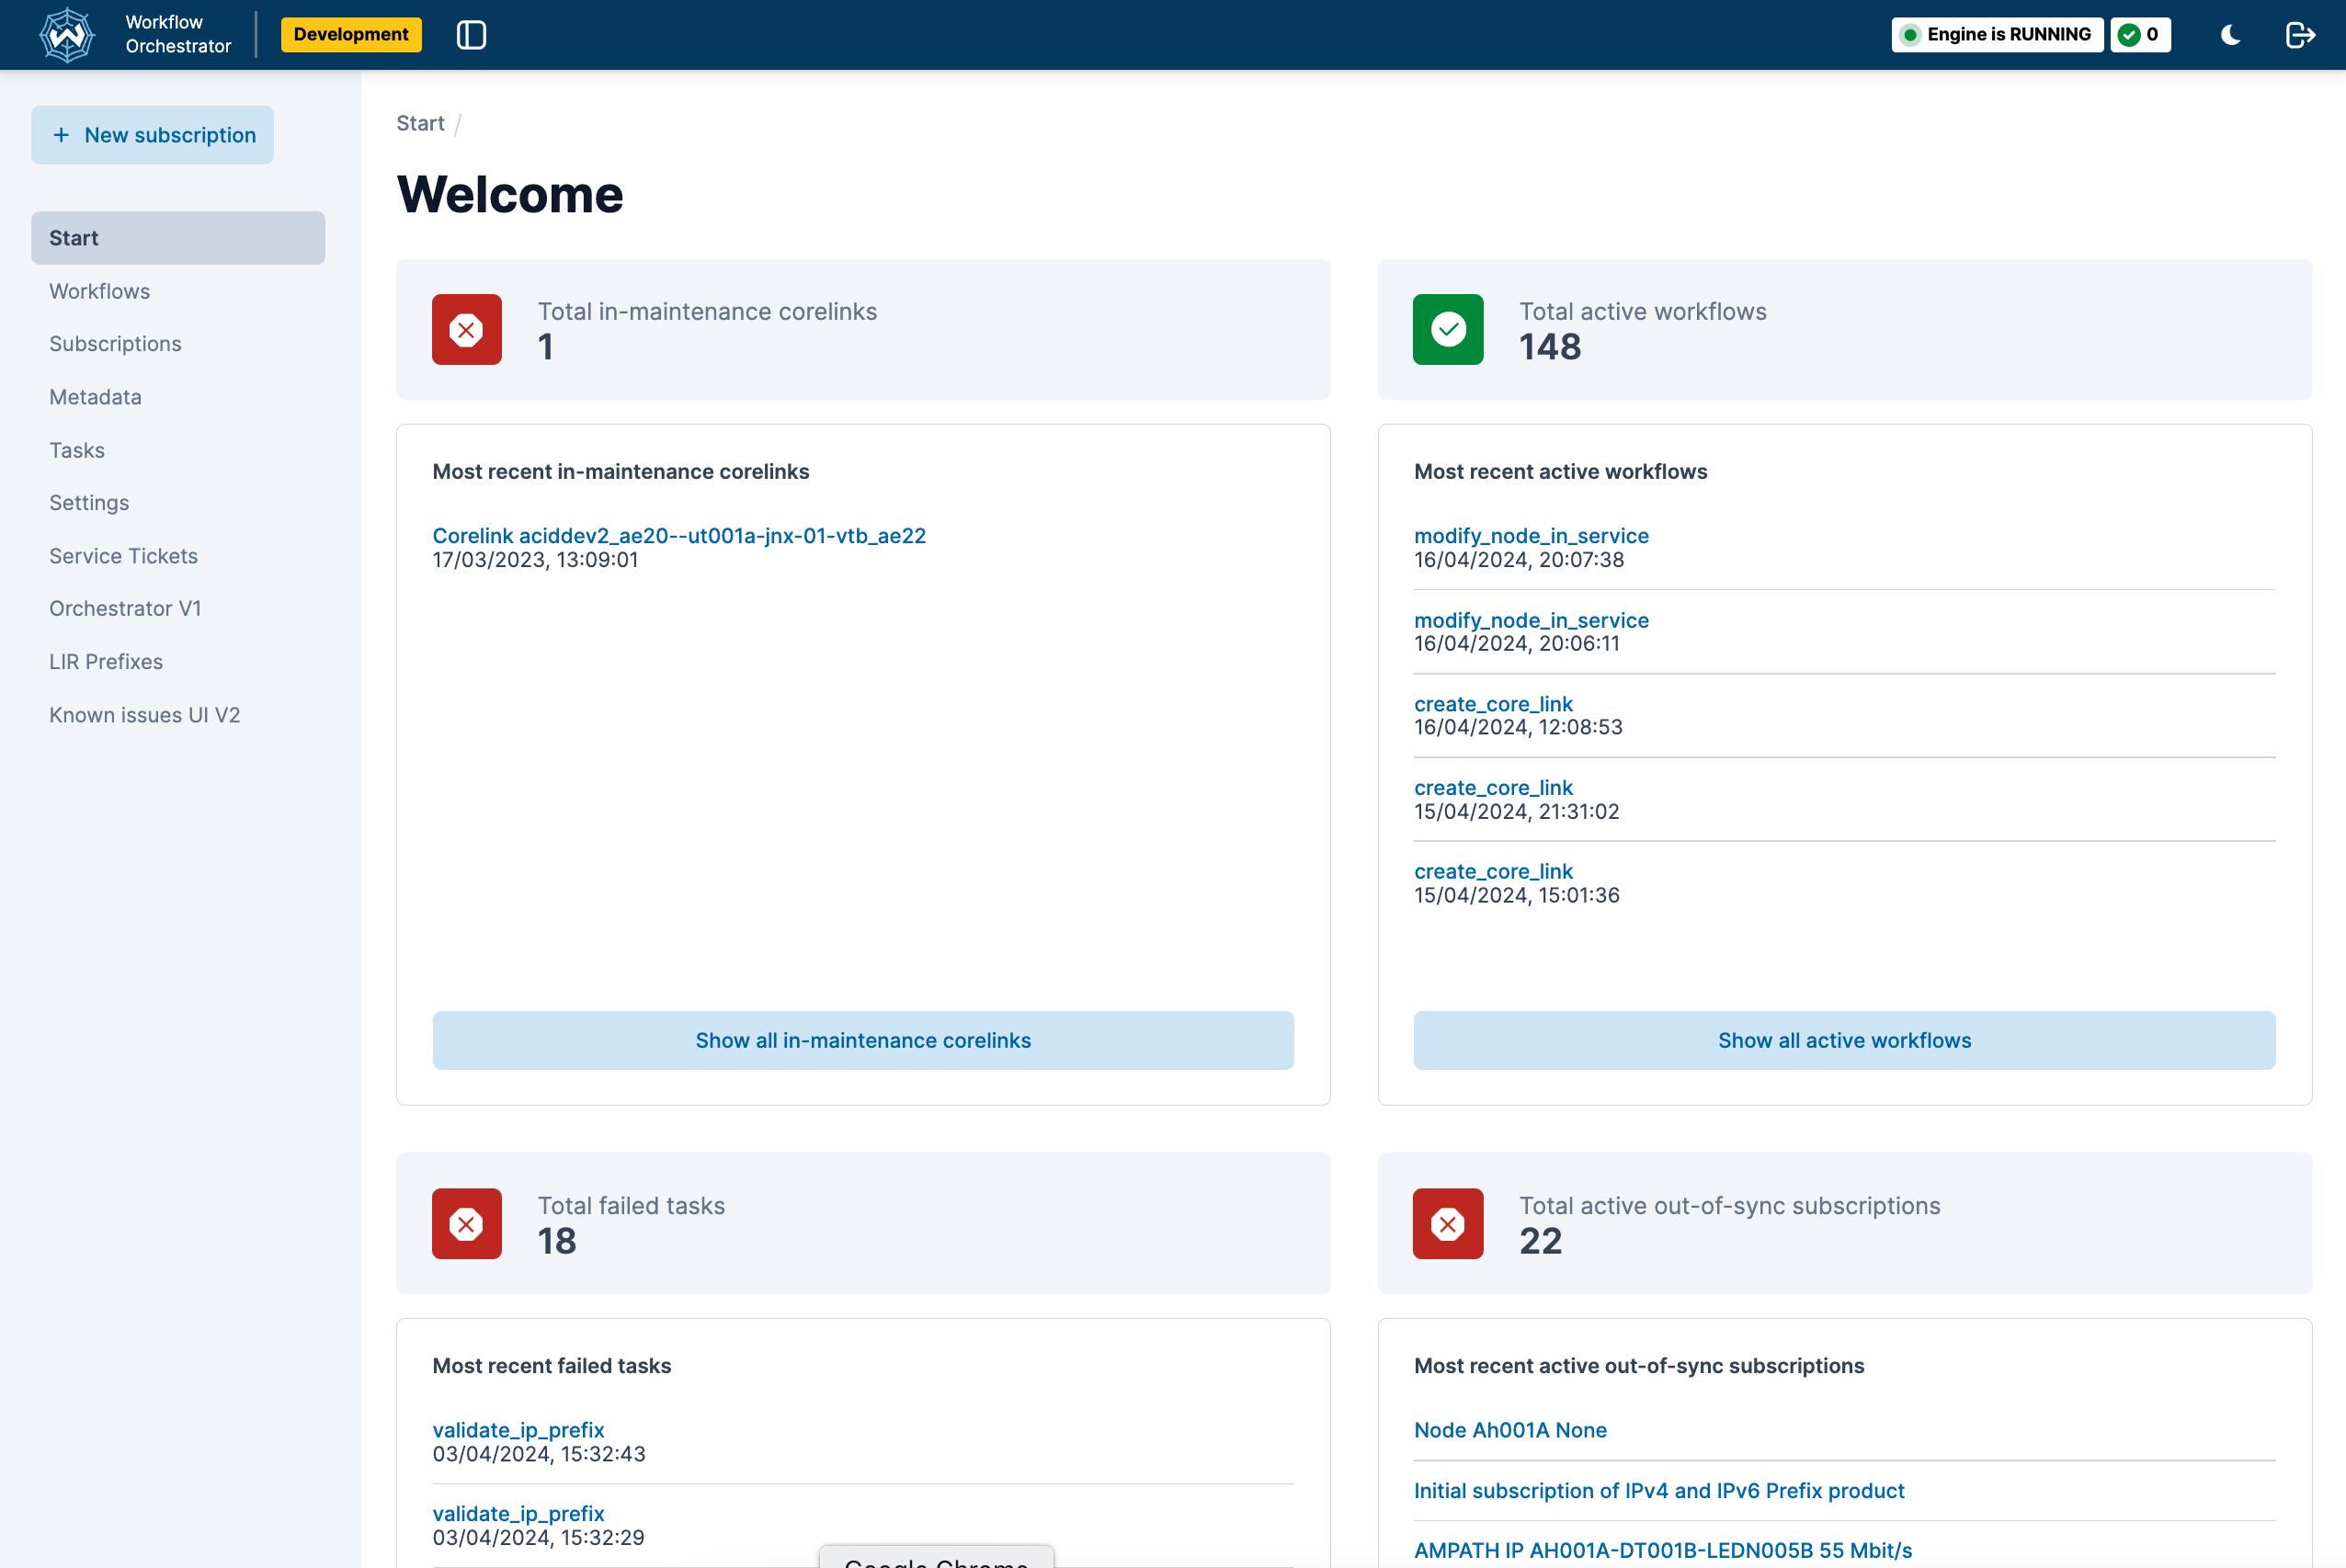 Workflow
Orchestrator
Development
Engine is RUNNING
0
New subscription
Start
Workflows
Subscriptions
Metadata
Tasks
Settings
Service Tickets
Orchestrator V1
LIR Prefixes
Known issues UI V2
Start /
Welcome
Total in-maintenance corelinks
1
Most recent in-maintenance corelinks
Corelink aciddev2_ae20--ut001a-jnx-01-vtb_ae22
17/03/2023, 13:09:01
Show all in-maintenance corelinks
Total active workflows
148
Most recent active workflows
modify_node_in_service
16/04/2024, 20:07:38
modify_node_in_service
16/04/2024, 20:06:11
create_core_link
16/04/2024, 12:08:53
create_core_link
15/04/2024, 21:31:02
create_core_link
15/04/2024, 15:01:36
Show all active workflows
Total failed tasks
18
Most recent failed tasks
validate_ip_prefix
03/04/2024, 15:32:43
validate_ip_prefix
03/04/2024, 15:32:29
Total active out-of-sync subscriptions
22
Most recent active out-of-sync subscriptions
Node Ah001A None
Initial subscription of IPv4 and IPv6 Prefix product
AMPATH IP AH001A-DT001B-LEDN005B 55 Mbit/s
Google Chrome